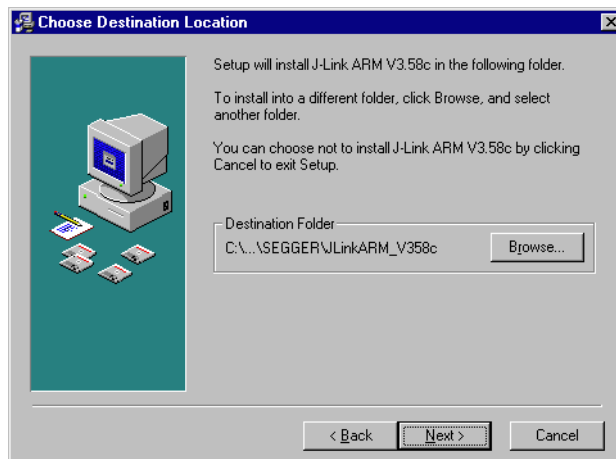 Choose Destination Location
Setup will install J-Link ARM V3.58c in the following folder.
To install into a different folder, click Browse, and select
another folder.
You can choose not to install J-Link ARM V3.58c by clicking
Cancel to exit Setup.
Destination Folder
C:\...\SEGGER\JLinkARM_V358c
Browse...
< Back
Next >
Cancel